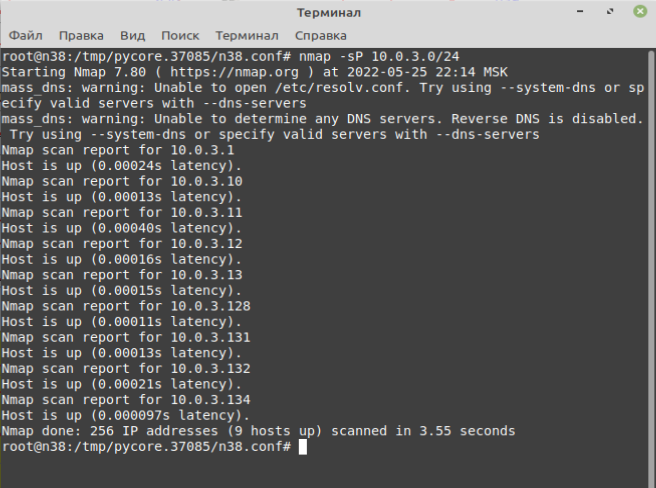 Терминал
Файл Правка Вид Поиск Терминал Справка
root@n38:/tmp/pycore.37085/n38.conf# nmap -sP 10.0.3.0/24
Starting Nmap 7.80 ( https://nmap.org ) at 2022-05-25 22:14 MSK
mass_dns: warning: Unable to open /etc/resolv.conf. Try using --system-dns or sp
ecify valid servers with --dns-servers
mass_dns: warning: Unable to determine any DNS servers. Reverse DNS is disabled.
 Try using --system-dns or specify valid servers with --dns-servers
Nmap scan report for 10.0.3.1
Host is up (0.00024s latency).
Nmap scan report for 10.0.3.10
Host is up (0.00013s latency).
Nmap scan report for 10.0.3.11
Host is up (0.00040s latency).
Nmap scan report for 10.0.3.12
Host is up (0.00016s latency).
Nmap scan report for 10.0.3.13
Host is up (0.00015s latency).
Nmap scan report for 10.0.3.128
Host is up (0.00011s latency).
Nmap scan report for 10.0.3.131
Host is up (0.00013s latency).
Nmap scan report for 10.0.3.132
Host is up (0.00021s latency).
Nmap scan report for 10.0.3.134
Host is up (0.000097s latency).
Nmap done: 256 IP addresses (9 hosts up) scanned in 3.55 seconds
root@n38:/tmp/pycore.37085/n38.conf#